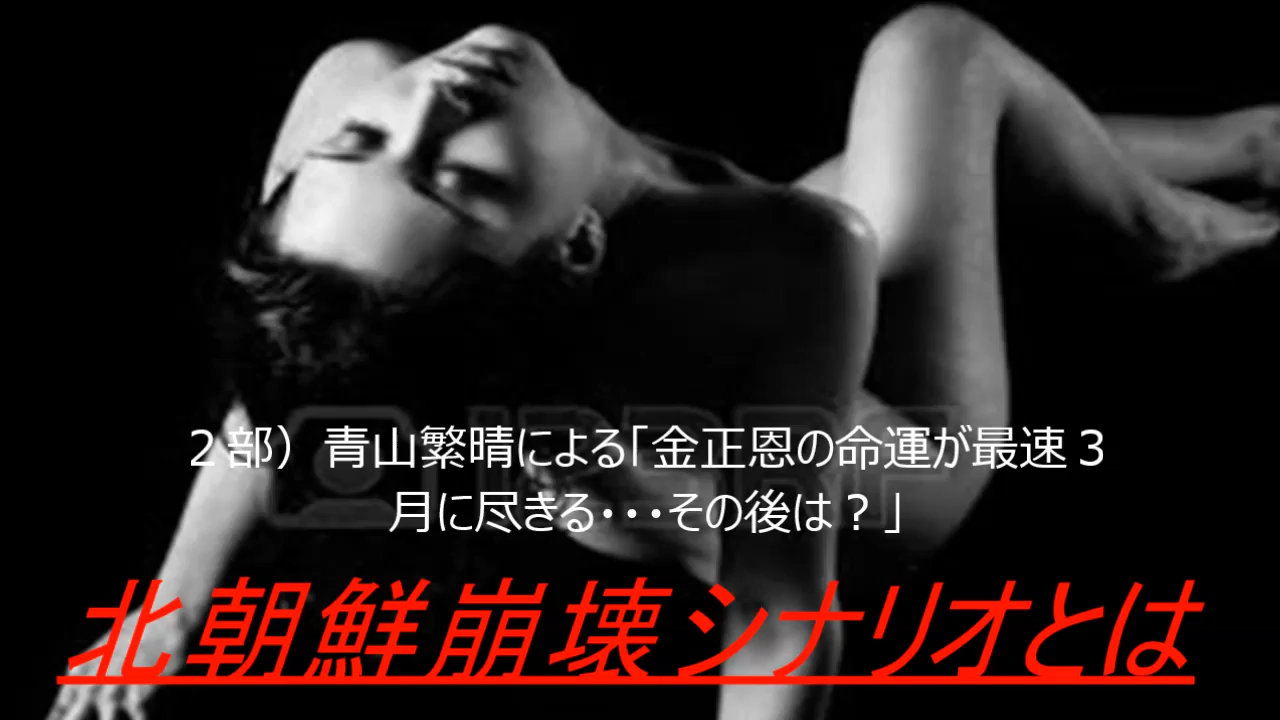 ２部）青山繁晴による｢金正恩の命運が最速３
月に尽きる･･･その後は？｣
北朝鮮崩壊シナリオとは